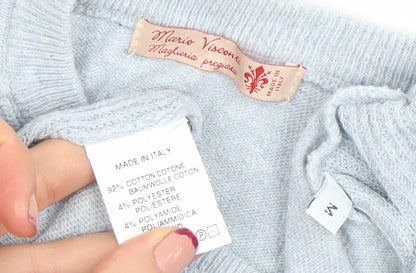 Mario Viscon
Maglieria pregiata
MADE IN
ITALY
MADE IN ITALY
92% COTTON COTONE
BAUMWOLLE COTON
4% POLYESTER
POLIESTERE
4% POLYAMIDE
POLIAMMIDICA
M